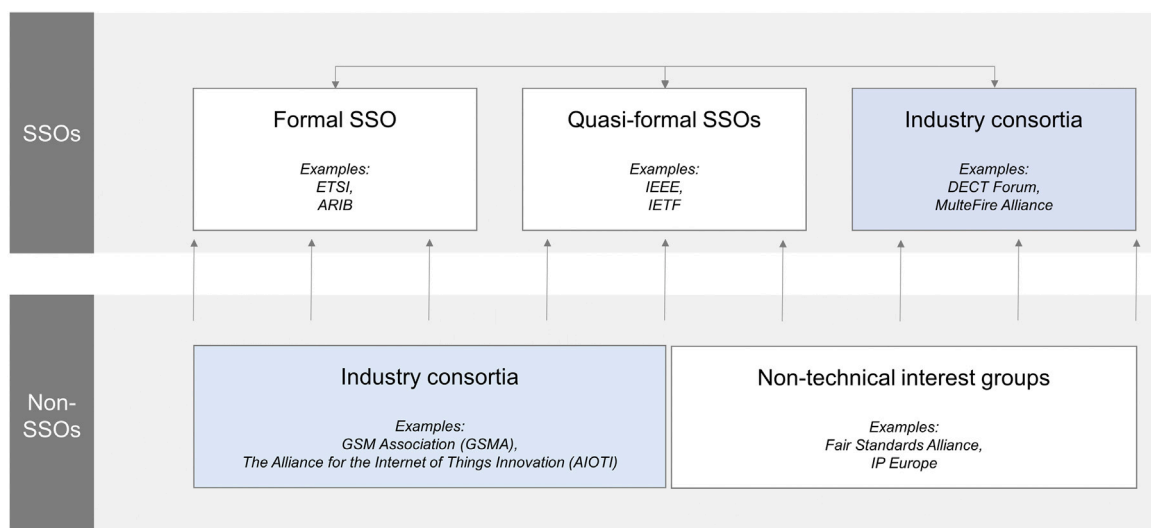 SSOs
Formal SSO
Examples:
ETSI,
ARIB
Quasi-formal SSOs
Examples:
IEEE,
IETF
Industry consortia
Examples:
DECT Forum,
MulteFire Alliance
Non-
SSOs
Industry consortia
Examples:
GSM Association (GSMA),
The Alliance for the Internet of Things Innovation (AIOTI)
Non-technical interest groups
Examples:
Fair Standards Alliance,
IP Europe